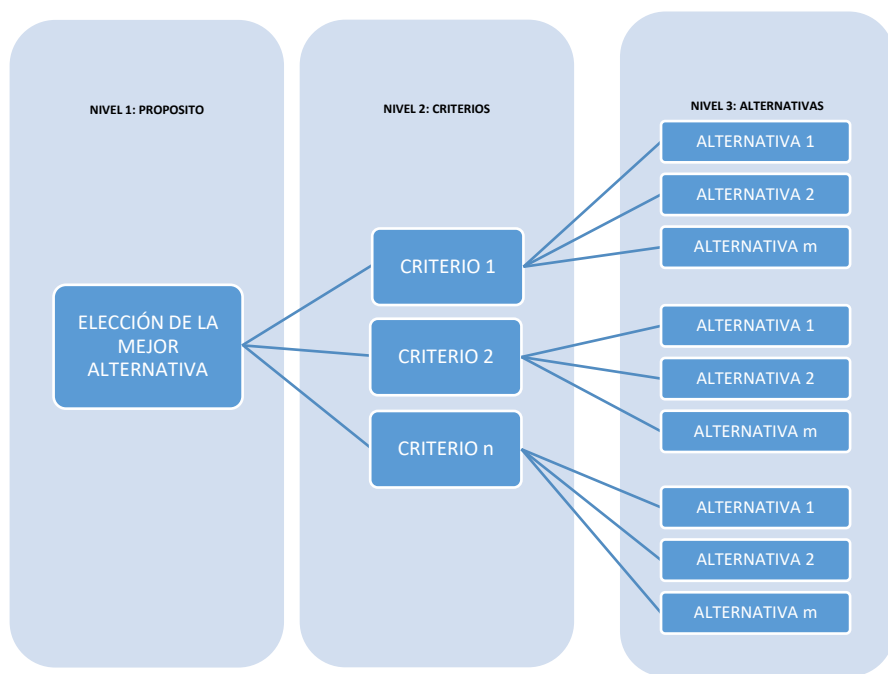 NIVEL 1: PROPOSITO
NIVEL 2: CRITERIOS
NIVEL 3: ALTERNATIVAS
ELECCIÓN DE LA
MEJOR
ALTERNATIVA
CRITERIO 1
CRITERIO 2
CRITERIO n
ALTERNATIVA 1
ALTERNATIVA 2
ALTERNATIVA m
ALTERNATIVA 1
ALTERNATIVA 2
ALTERNATIVA m
ALTERNATIVA 1
ALTERNATIVA 2
ALTERNATIVA m